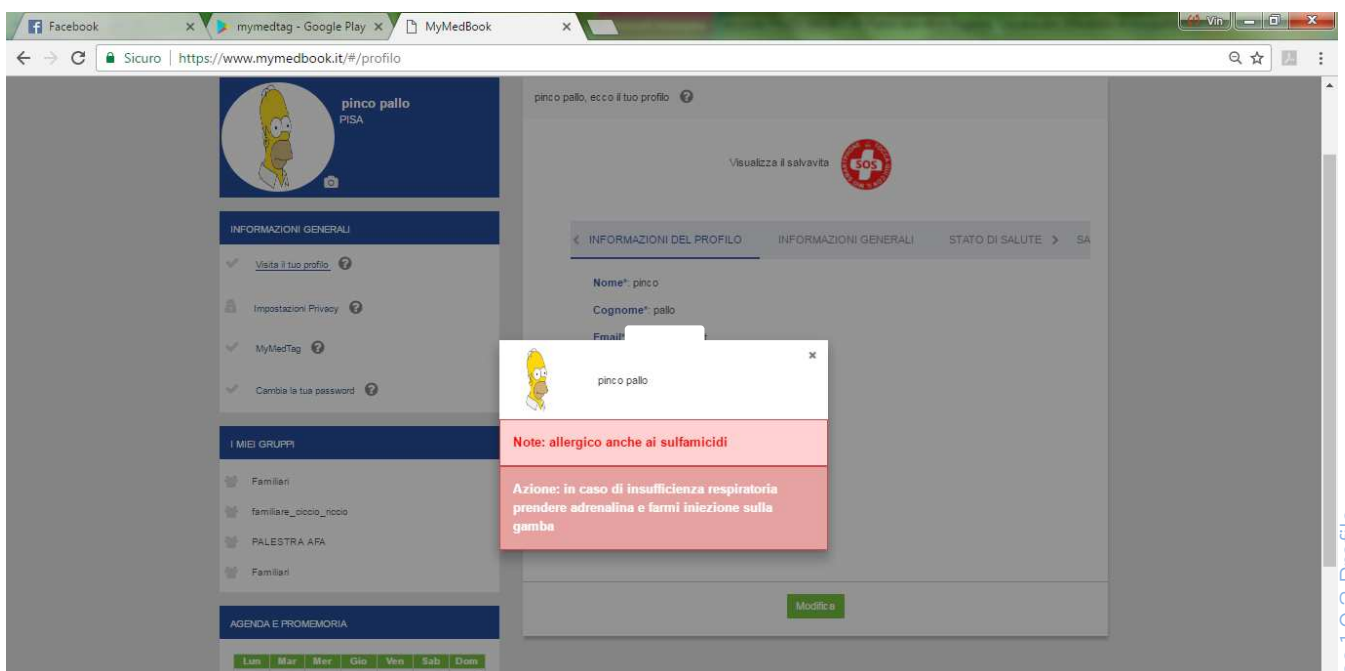 Facebook
mymedtag - Google Play
MyMedBook
Vin
Sicuro | https://www.mymedbook.it/#/profilo
pinco pallo
PISA
pinco pallo, ecco il tuo profilo ?
Visualizza il salvavita
SOS
INFORMAZIONI GENERALI
Visita il tuo profilo ?
Impostazioni Privacy ?
MyMedTag ?
Cambia la tua password ?
I MIEI GRUPPI
Familiari
familiare_ciccio_riccio
PALESTRA AFA
Familiari
AGENDA E PROMEMORIA
Lun Mar Mer Gio Ven Sab Dom
INFORMAZIONI DEL PROFILO INFORMAZIONI GENERALI STATO DI SALUTE SA
Nome*: pinco
Cognome*: pallo
Email*
pinco pallo
Note: allergico anche ai sulfamicidi
Azione: in caso di insufficienza respiratoria
prendere adrenalina e farmi iniezione sulla
gamba
Modifica